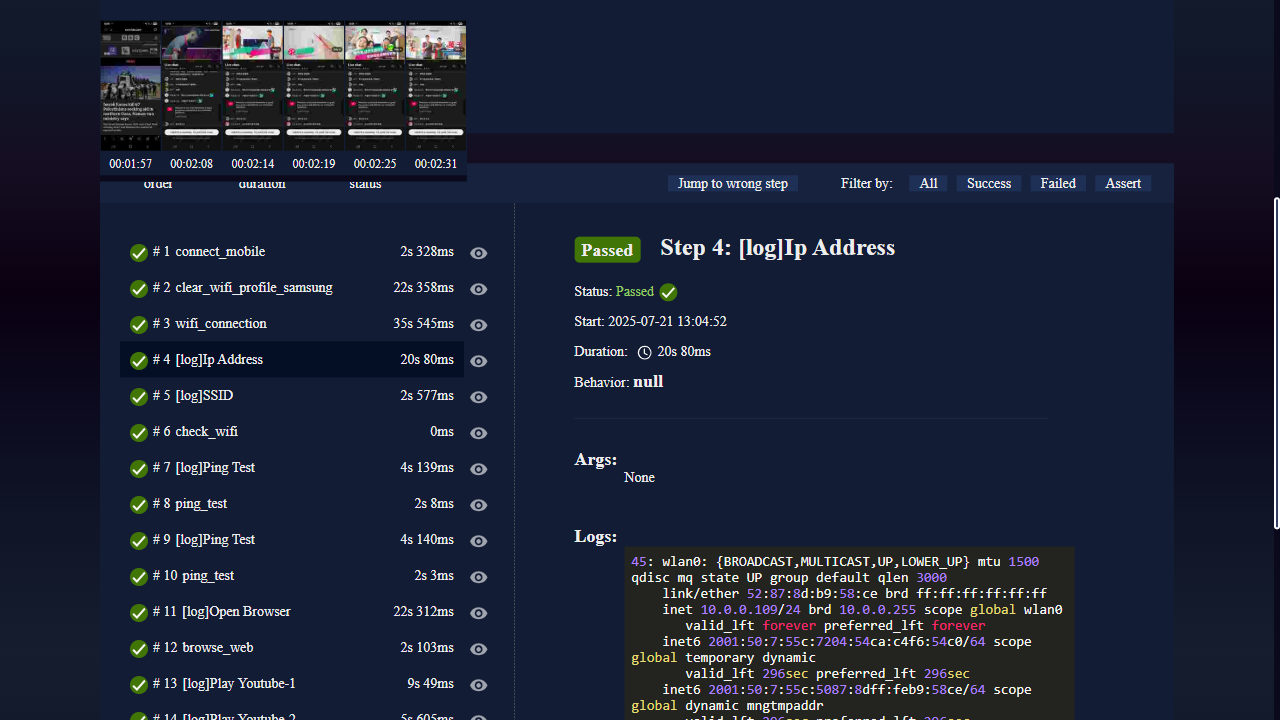 00:01:57 00:02:08 00:02:14 00:02:19 00:02:25 00:02:31
order duration status
Jump to wrong step Filter by: All Success Failed Assert
# 1 connect_mobile 2s 328ms
# 2 clear_wifi_profile_samsung 22s 358ms
# 3 wifi_connection 35s 545ms
# 4 [log]Ip Address 20s 80ms
# 5 [log]SSID 2s 577ms
# 6 check_wifi 0ms
# 7 [log]Ping Test 4s 139ms
# 8 ping_test 2s 8ms
# 9 [log]Ping Test 4s 140ms
# 10 ping_test 2s 3ms
# 11 [log]Open Browser 22s 312ms
# 12 browse_web 2s 103ms
# 13 [log]Play Youtube-1 9s 49ms
# 14 [log]Play Youtube-2 5s 605ms
Passed Step 4: [log]Ip Address
Status: Passed
Start: 2025-07-21 13:04:52
Duration: 20s 80ms
Behavior: null
Args:
None
Logs:
45: wlan0: {BROADCAST,MULTICAST,UP,LOWER_UP} mtu 1500
qdisc mq state UP group default qlen 3000
link/ether 52:87:8d:b9:58:ce brd ff:ff:ff:ff:ff:ff
inet 10.0.0.109/24 brd 10.0.0.255 scope global wlan0
valid_lft forever preferred_lft forever
inet6 2001:50:7:55c:7204:54ca:c4f6:54c0/64 scope
global temporary dynamic
valid_lft 296sec preferred_lft 296sec
inet6 2001:50:7:55c:5087:8dff:feb9:58ce/64 scope
global dynamic mngtmpaddr
valid_lft 296sec preferred_lft 296sec